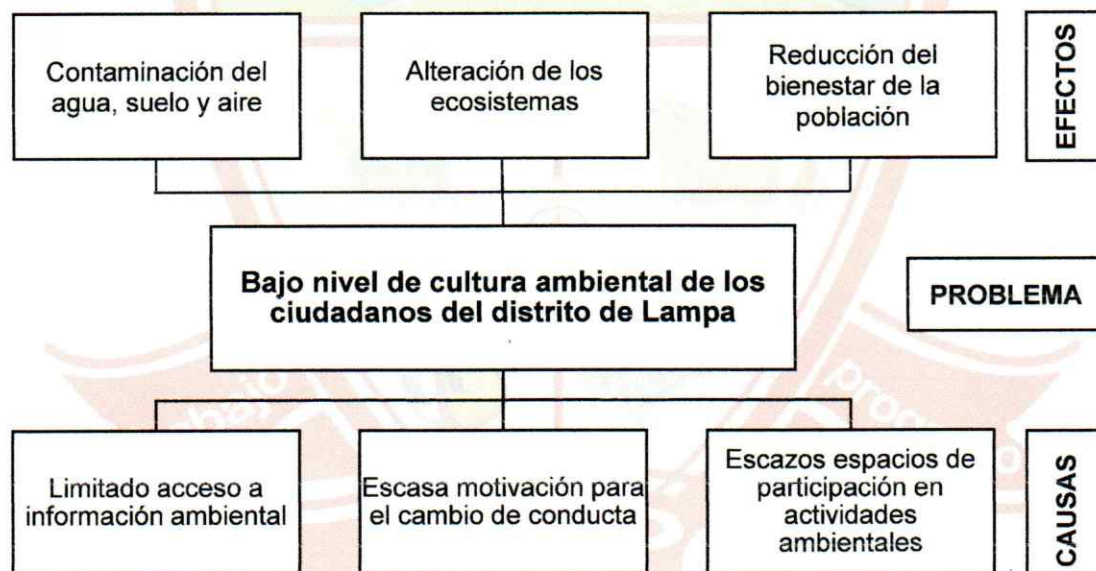 Contaminación del
agua, suelo y aire
Alteración de los
ecosistemas
Reducción del
bienestar de la
población
EFECTOS
Bajo nivel de cultura ambiental de los
ciudadanos del distrito de Lampa
PROBLEMA
Limitado acceso a
información ambiental
Escasa motivación para
el cambio de conducta
Escazos espacios de
participación en
actividades
ambientales
CAUSAS